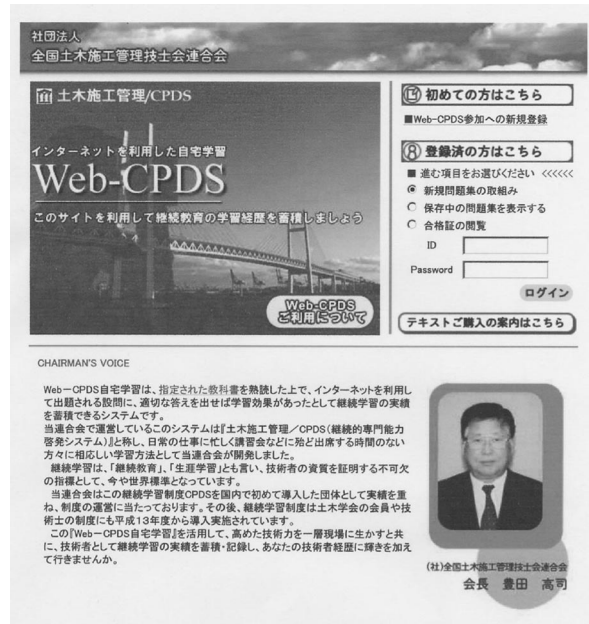 社団法人
全国土木施工管理技士会連合会
土木施工管理/CPDS
インターネットを利用した自宅学習
Web-CPDS
このサイトを利用して継続教育の学習経歴を蓄積しましょう
Web-CPDS
ご利用について
初めての方はこちら
■Web-CPDS参加への新規登録
登録済の方はこちら
■ 進む項目をお選びください <<<<<<
新規問題集の取組み
保存中の問題集を表示する
合格証の閲覧
ID
Password
ログイン
テキストご購入の案内はこちら
CHAIRMAN'S VOICE
Web－CPDS自宅学習は、指定された教科書を熟読した上で、インターネットを利用し
て出題される設問に、適切な答えを出せば学習効果があったとして継続学習の実績
を蓄積できるシステムです。
当連合会で運営しているこのシステムは『土木施工管理／CPDS(継続的専門能力
啓発システム)』と称し、日常の仕事に忙しく講習会などに殆ど出席する時間のない
方々に相応しい学習方法として当連合会が開発しました。
継続学習は、「継続教育」、「生涯学習」とも言い、技術者の資質を証明する不可欠
の指標として、今や世界標準となっています。
当連合会はこの継続学習制度CPDSを国内で初めて導入した団体として実績を重
ね、制度の運営に当たっております。その後、継続学習制度は土木学会の会員や技
術士の制度にも平成13年度から導入実施されています。
この『Web－CPDS自宅学習』を活用して、高めた技術力を一層現場に生かすと共
に、技術者として継続学習の実績を蓄積・記録し、あなたの技術者経歴に輝きを加え
て行きませんか。
(社)全国土木施工管理技士会連合会
会長 豊田 高司